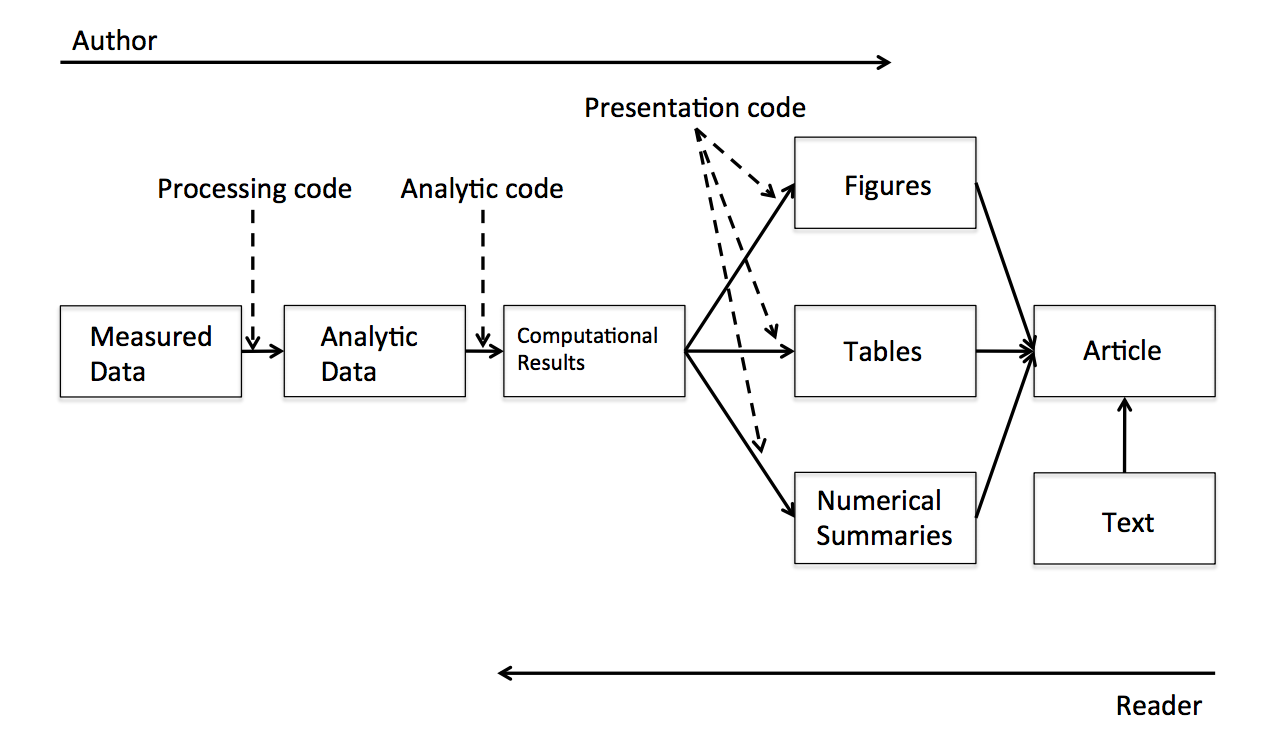 Author
Presentation code
Processing code
Analytic code
Figures
Measured
Data
Analytic
Data
Computational
Results
Tables
Article
Numerical
Summaries
Text
Reader